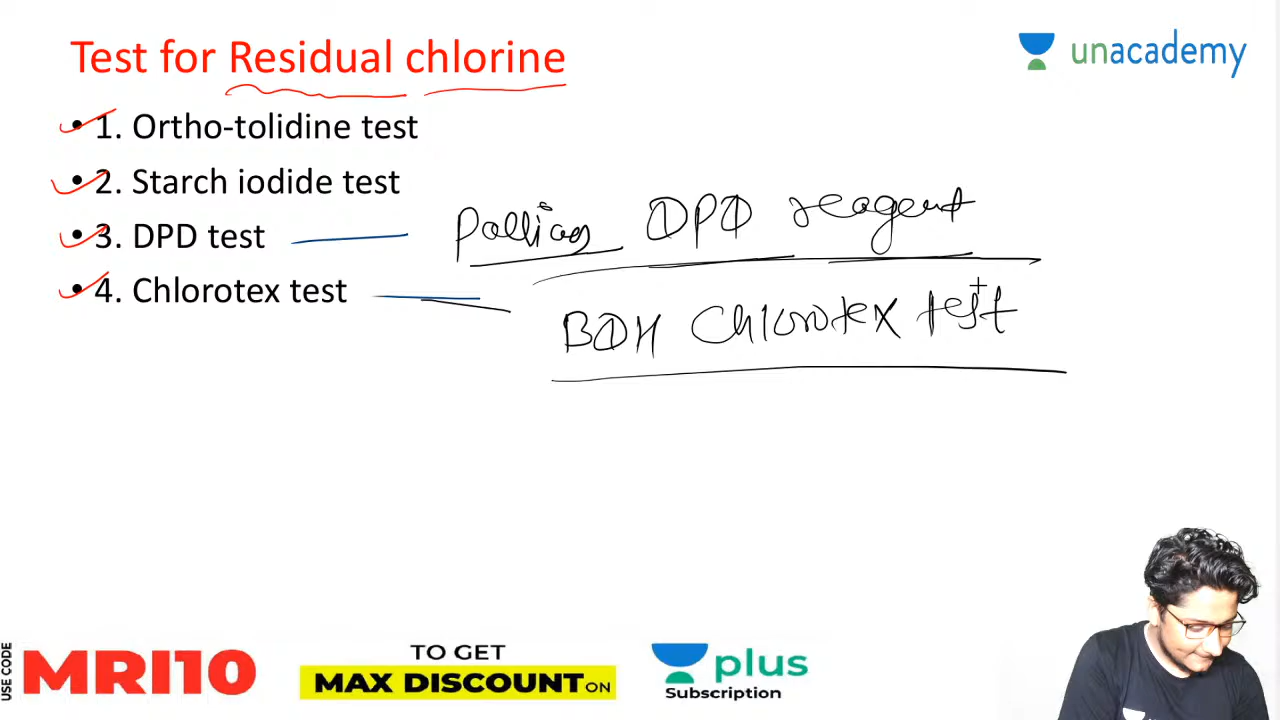 Test for Residual chlorine
unacademy
• 1. Ortho-tolidine test
• 2. Starch iodide test
• 3. DPD test
DPD reagent
• 4. Chlorotex test
BDH Chlorotex test
USE CODE
MRI10
TO GET
MAX DISCOUNT ON
plus
Subscription